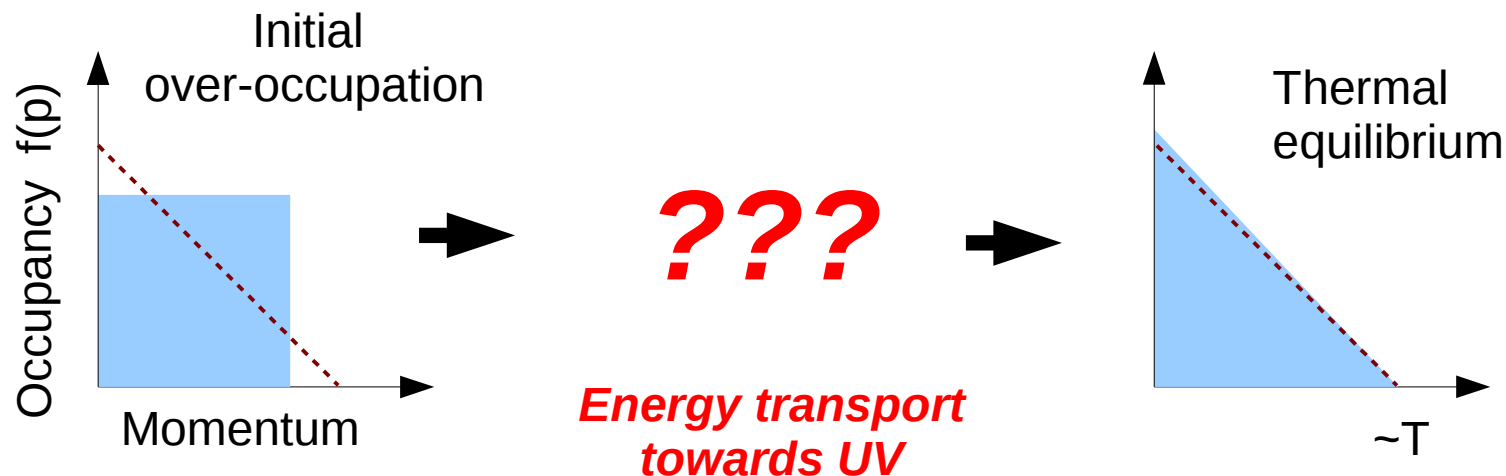 Initial
over-occupation
Occupancy f(p)
Momentum
???
Energy transport
towards UV
Thermal
equilibrium
~T